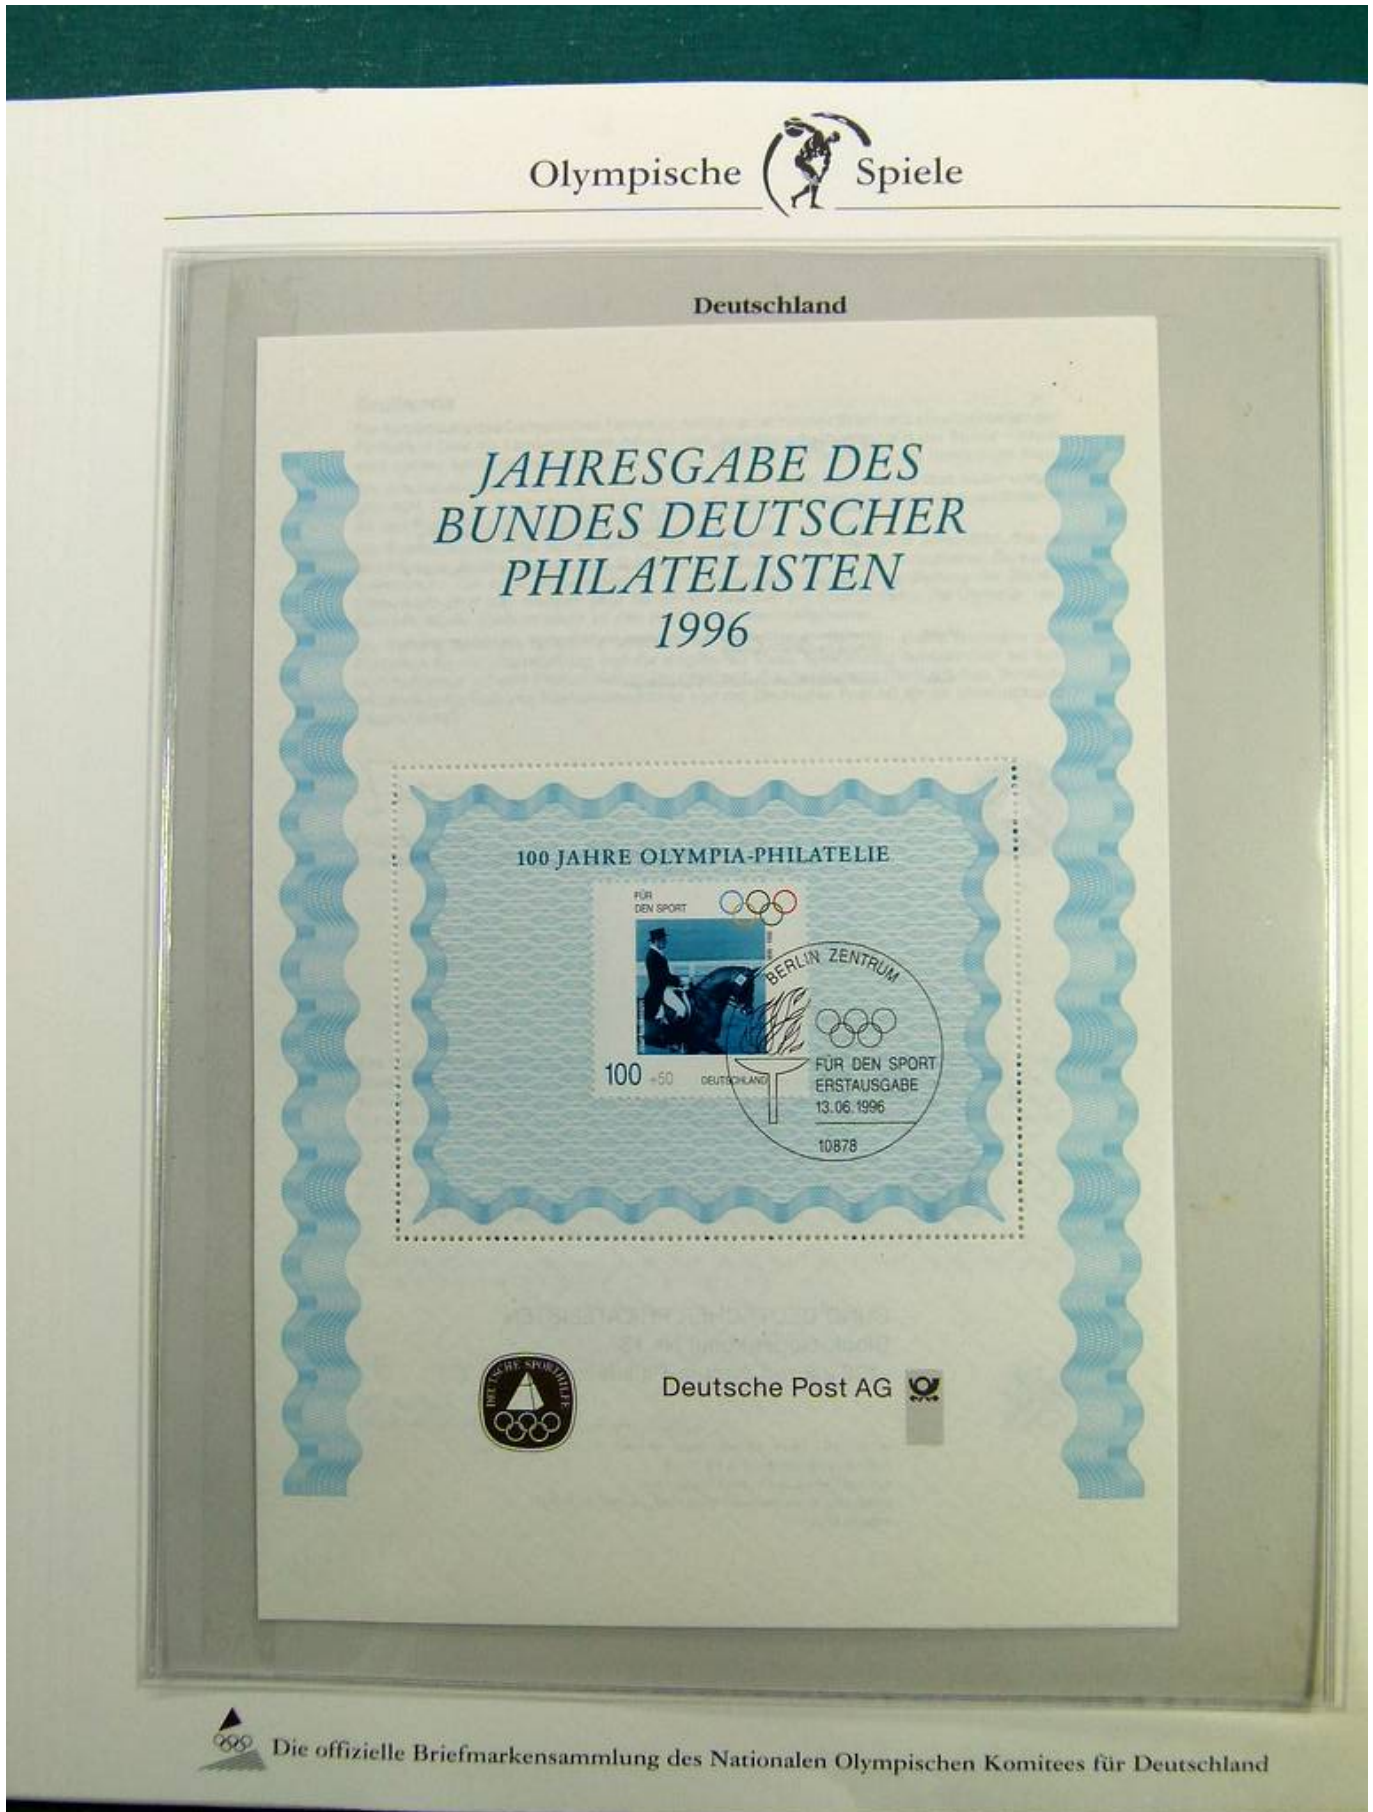 Olympische Spiele
Deutschland
JAHRESGABE DES
BUNDES DEUTSCHER
PHILATELISTEN
1996
100 JAHRE OLYMPIA-PHILATELIE
FÜR
DEN SPORT
100 +50 DEUTSCHLAND
BERLIN ZENTRUM
FÜR DEN SPORT
ERSTAUSGABE
13.06.1996
10878
DEUTSCHE SPORTHILFE
Deutsche Post AG
Die offizielle Briefmarkensammlung des Nationalen Olympischen Komitees für Deutschland